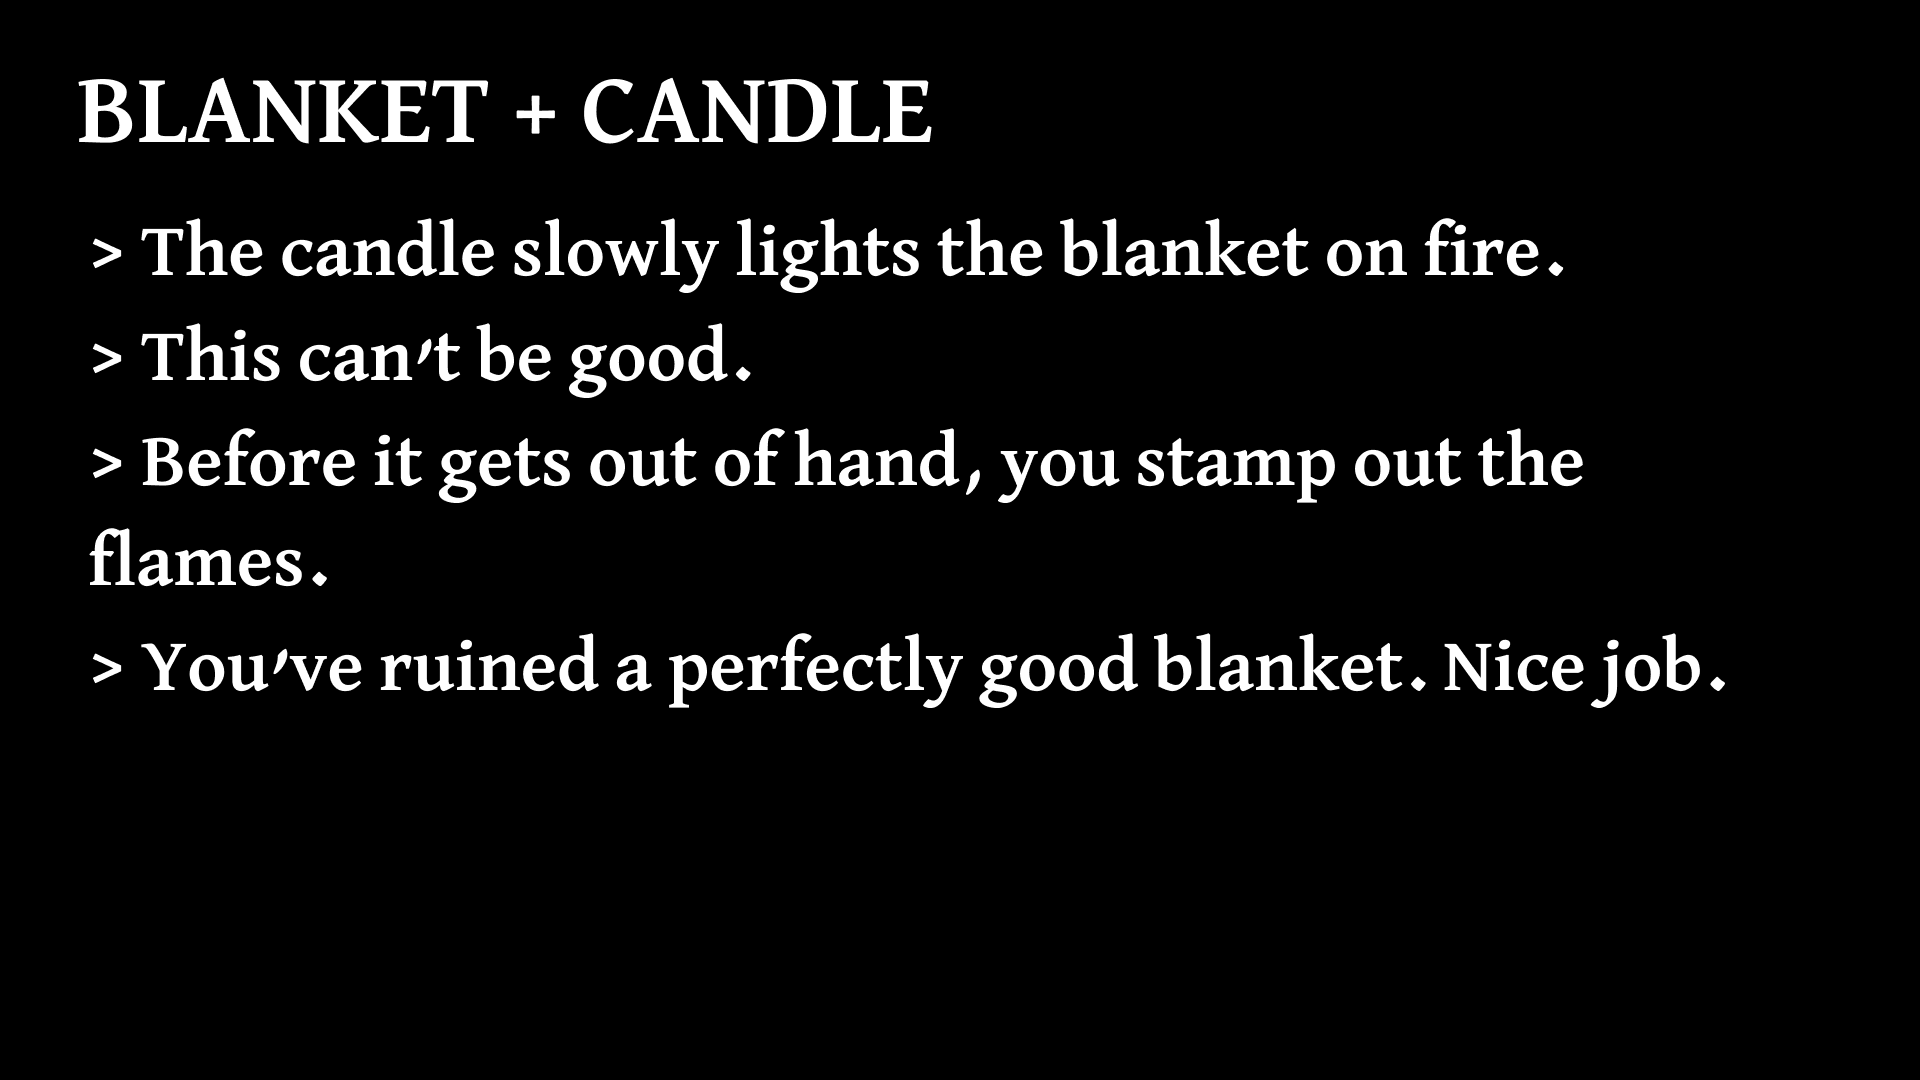 BLANKET + CANDLE
> The candle slowly lights the blanket on fire.
> This can't be good.
> Before it gets out of hand, you stamp out the
flames.
> You've ruined a perfectly good blanket. Nice job.